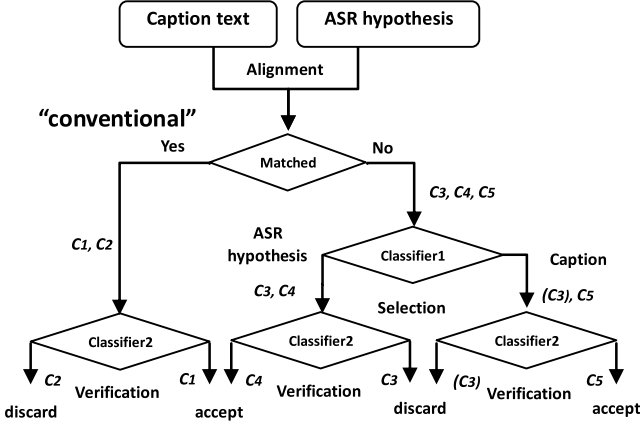 Caption text
ASR hypothesis
Alignment
“conventional”
Yes
Matched
No
C3, C4, C5
C1, C2
ASR
hypothesis
Classifier1
Caption
C3, C4
(C3), C5
Selection
Classifier2
Classifier2
Classifier2
C2
Verification
C1
C4
Verification
C3
(C3)
Verification
C5
discard
accept
discard
accept